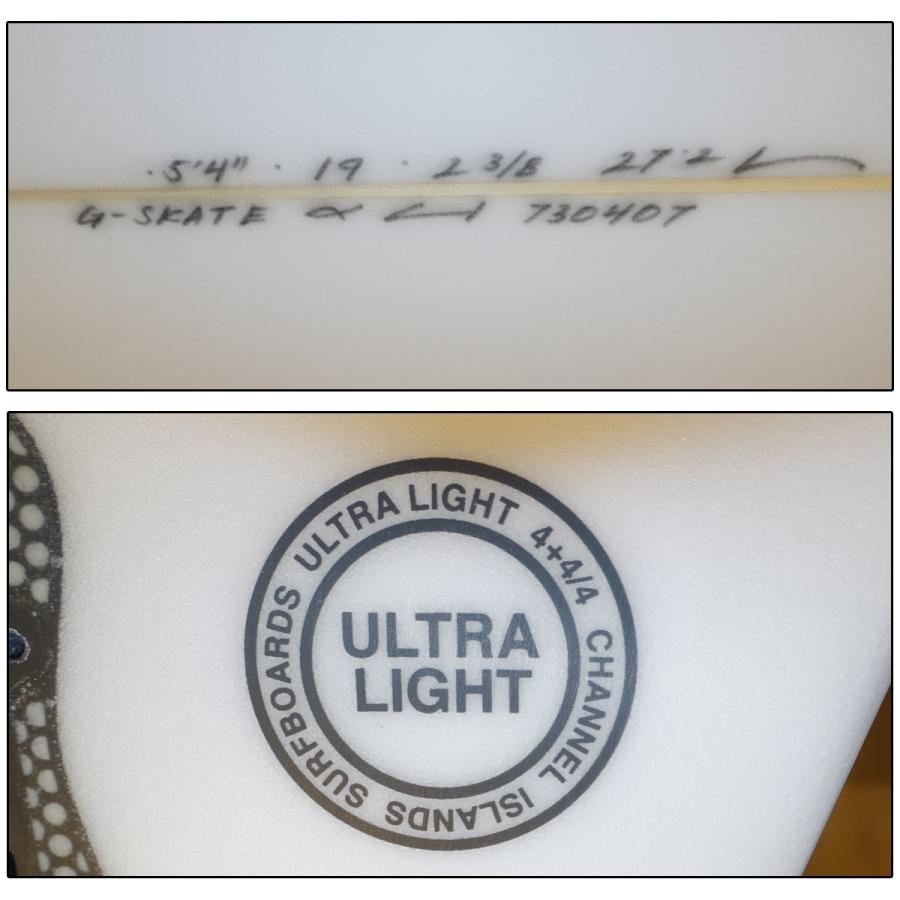 5'4" · 19 · 2 3/8 27.2 L
G-SKATE 730407
ULTRA LIGHT 4+4/4 CHANNEL ISLANDS SURFBOARDS
ULTRA
LIGHT